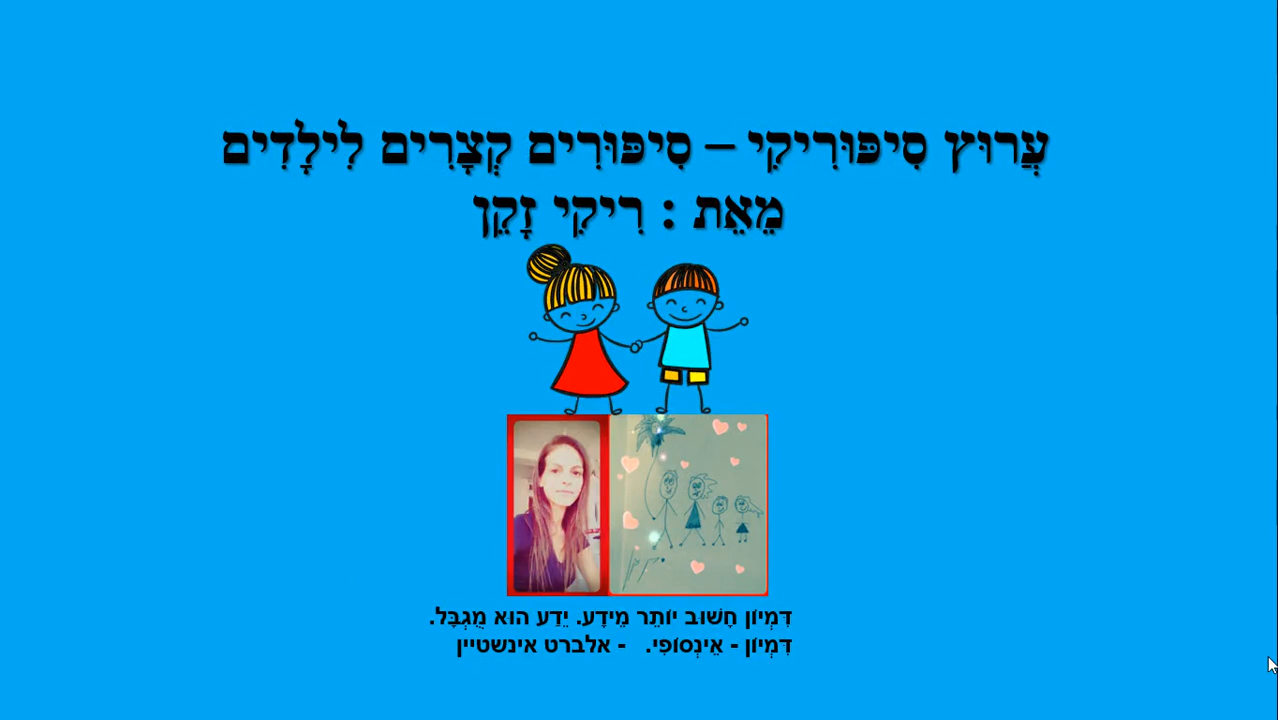 עֲרוּץ סִיפּוּרִיקִי – סִיפּוּרִים קְצָרִים לִילָדִים
מֵאֵת : רִיקִי זָקֵן
דִּמְיוֹן חָשׁוּב יוֹתֵר מֵידָע. יֵדַע הוּא מֻגְבָּל.
דִּמְיוֹן - אֵינְסוֹפִי. - אלברט אינשטיין